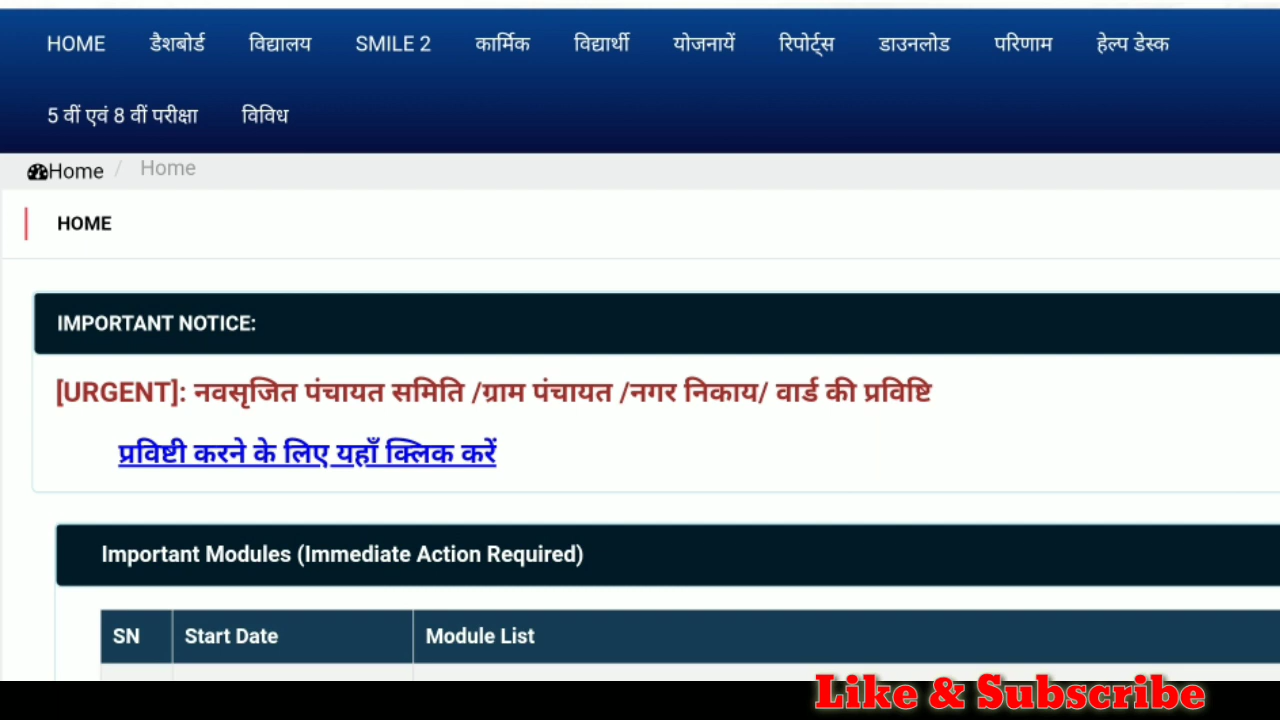 HOME डैशबोर्ड विद्यालय SMILE 2 कार्मिक विद्यार्थी योजनायें रिपोर्ट्स डाउनलोड परिणाम हेल्प डेस्क
5 वीं एवं 8 वीं परीक्षा विविध
Home / Home
HOME
IMPORTANT NOTICE:
[URGENT]: नवसृजित पंचायत समिति /ग्राम पंचायत /नगर निकाय/ वार्ड की प्रविष्टि
प्रविष्टी करने के लिए यहाँ क्लिक करें
Important Modules (Immediate Action Required)
SN Start Date Module List
Like & Subscribe